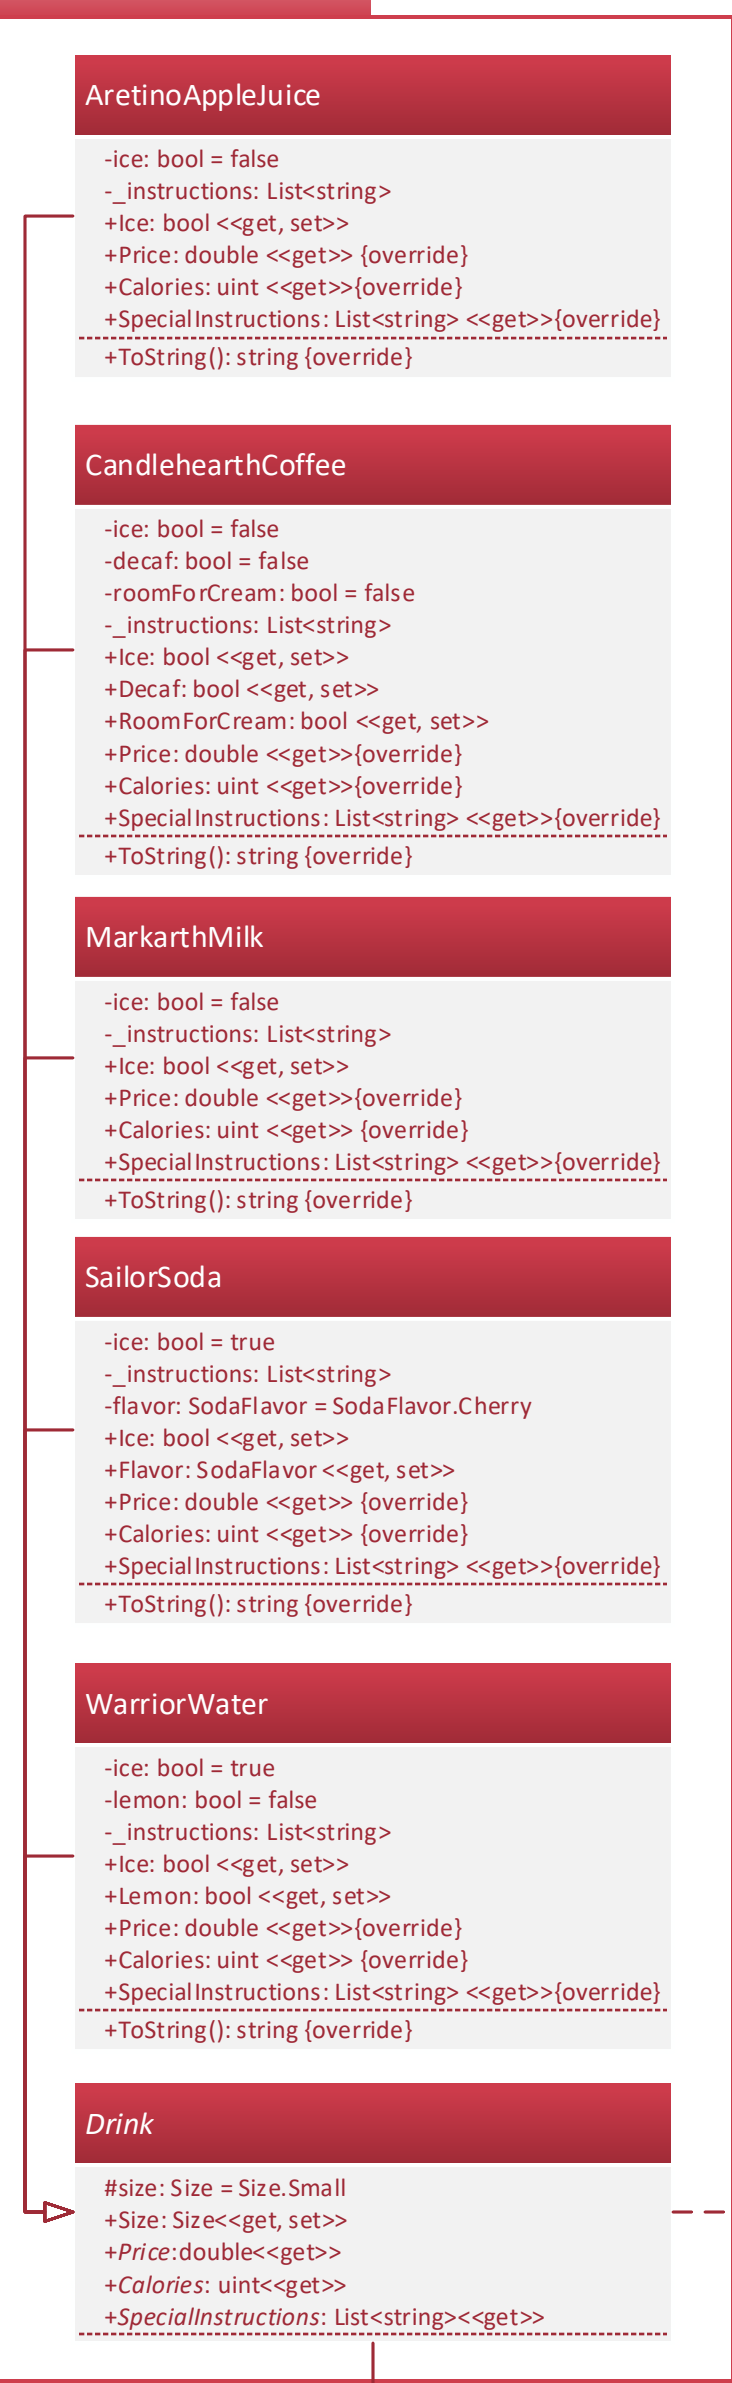 AretinoAppleJuice
-ice: bool = false
-_instructions: List<string>
+Ice: bool <<get, set>>
+Price: double <<get>> {override}
+Calories: uint <<get>>{override}
+SpecialInstructions: List<string> <<get>>{override}
+ToString(): string {override}
CandlehearthCoffee
-ice: bool = false
-decaf: bool = false
-roomForCream: bool = false
-_instructions: List<string>
+Ice: bool <<get, set>>
+Decaf: bool <<get, set>>
+RoomForCream: bool <<get, set>>
+Price: double <<get>>{override}
+Calories: uint <<get>>{override}
+SpecialInstructions: List<string> <<get>>{override}
+ToString(): string {override}
MarkarthMilk
-ice: bool = false
-_instructions: List<string>
+Ice: bool <<get, set>>
+Price: double <<get>>{override}
+Calories: uint <<get>> {override}
+SpecialInstructions: List<string> <<get>>{override}
+ToString(): string {override}
SailorSoda
-ice: bool = true
-_instructions: List<string>
-flavor: SodaFlavor = SodaFlavor.Cherry
+Ice: bool <<get, set>>
+Flavor: SodaFlavor <<get, set>>
+Price: double <<get>> {override}
+Calories: uint <<get>> {override}
+SpecialInstructions: List<string> <<get>>{override}
+ToString(): string {override}
WarriorWater
-ice: bool = true
-lemon: bool = false
-_instructions: List<string>
+Ice: bool <<get, set>>
+Lemon: bool <<get, set>>
+Price: double <<get>>{override}
+Calories: uint <<get>> {override}
+SpecialInstructions: List<string> <<get>>{override}
+ToString(): string {override}
Drink
#size: Size = Size.Small
+Size: Size<<get, set>>
+Price:double<<get>>
+Calories: uint<<get>>
+SpecialInstructions: List<string><<get>>